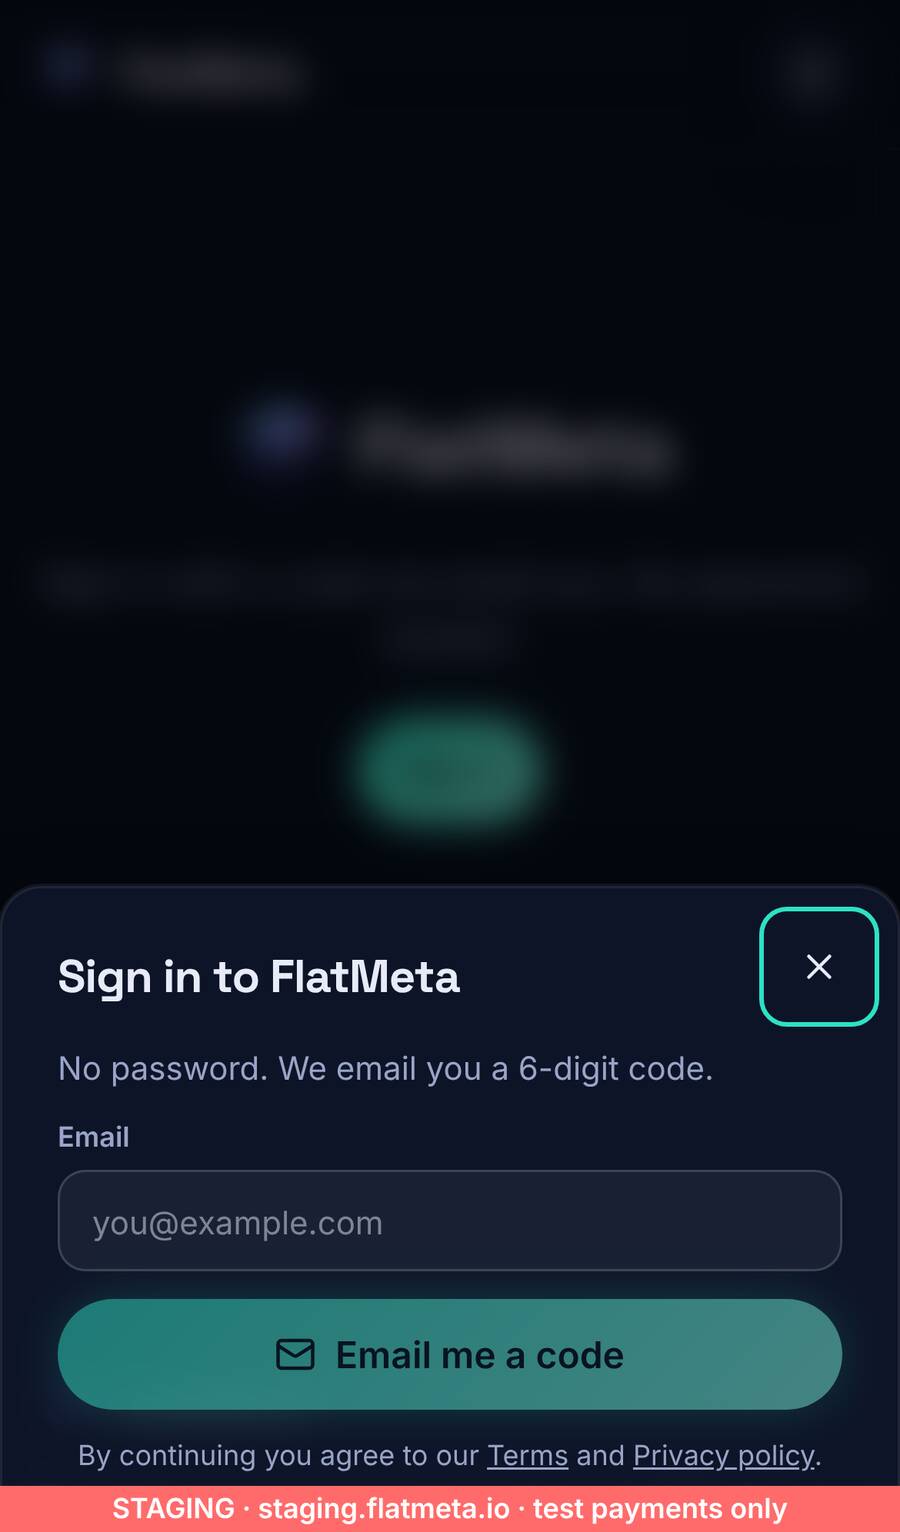 FlatMeta
Sign in to FlatMeta
No password. We email you a 6-digit code.
Email
you@example.com
Email me a code
By continuing you agree to our Terms and Privacy policy.
STAGING · staging.flatmeta.io · test payments only